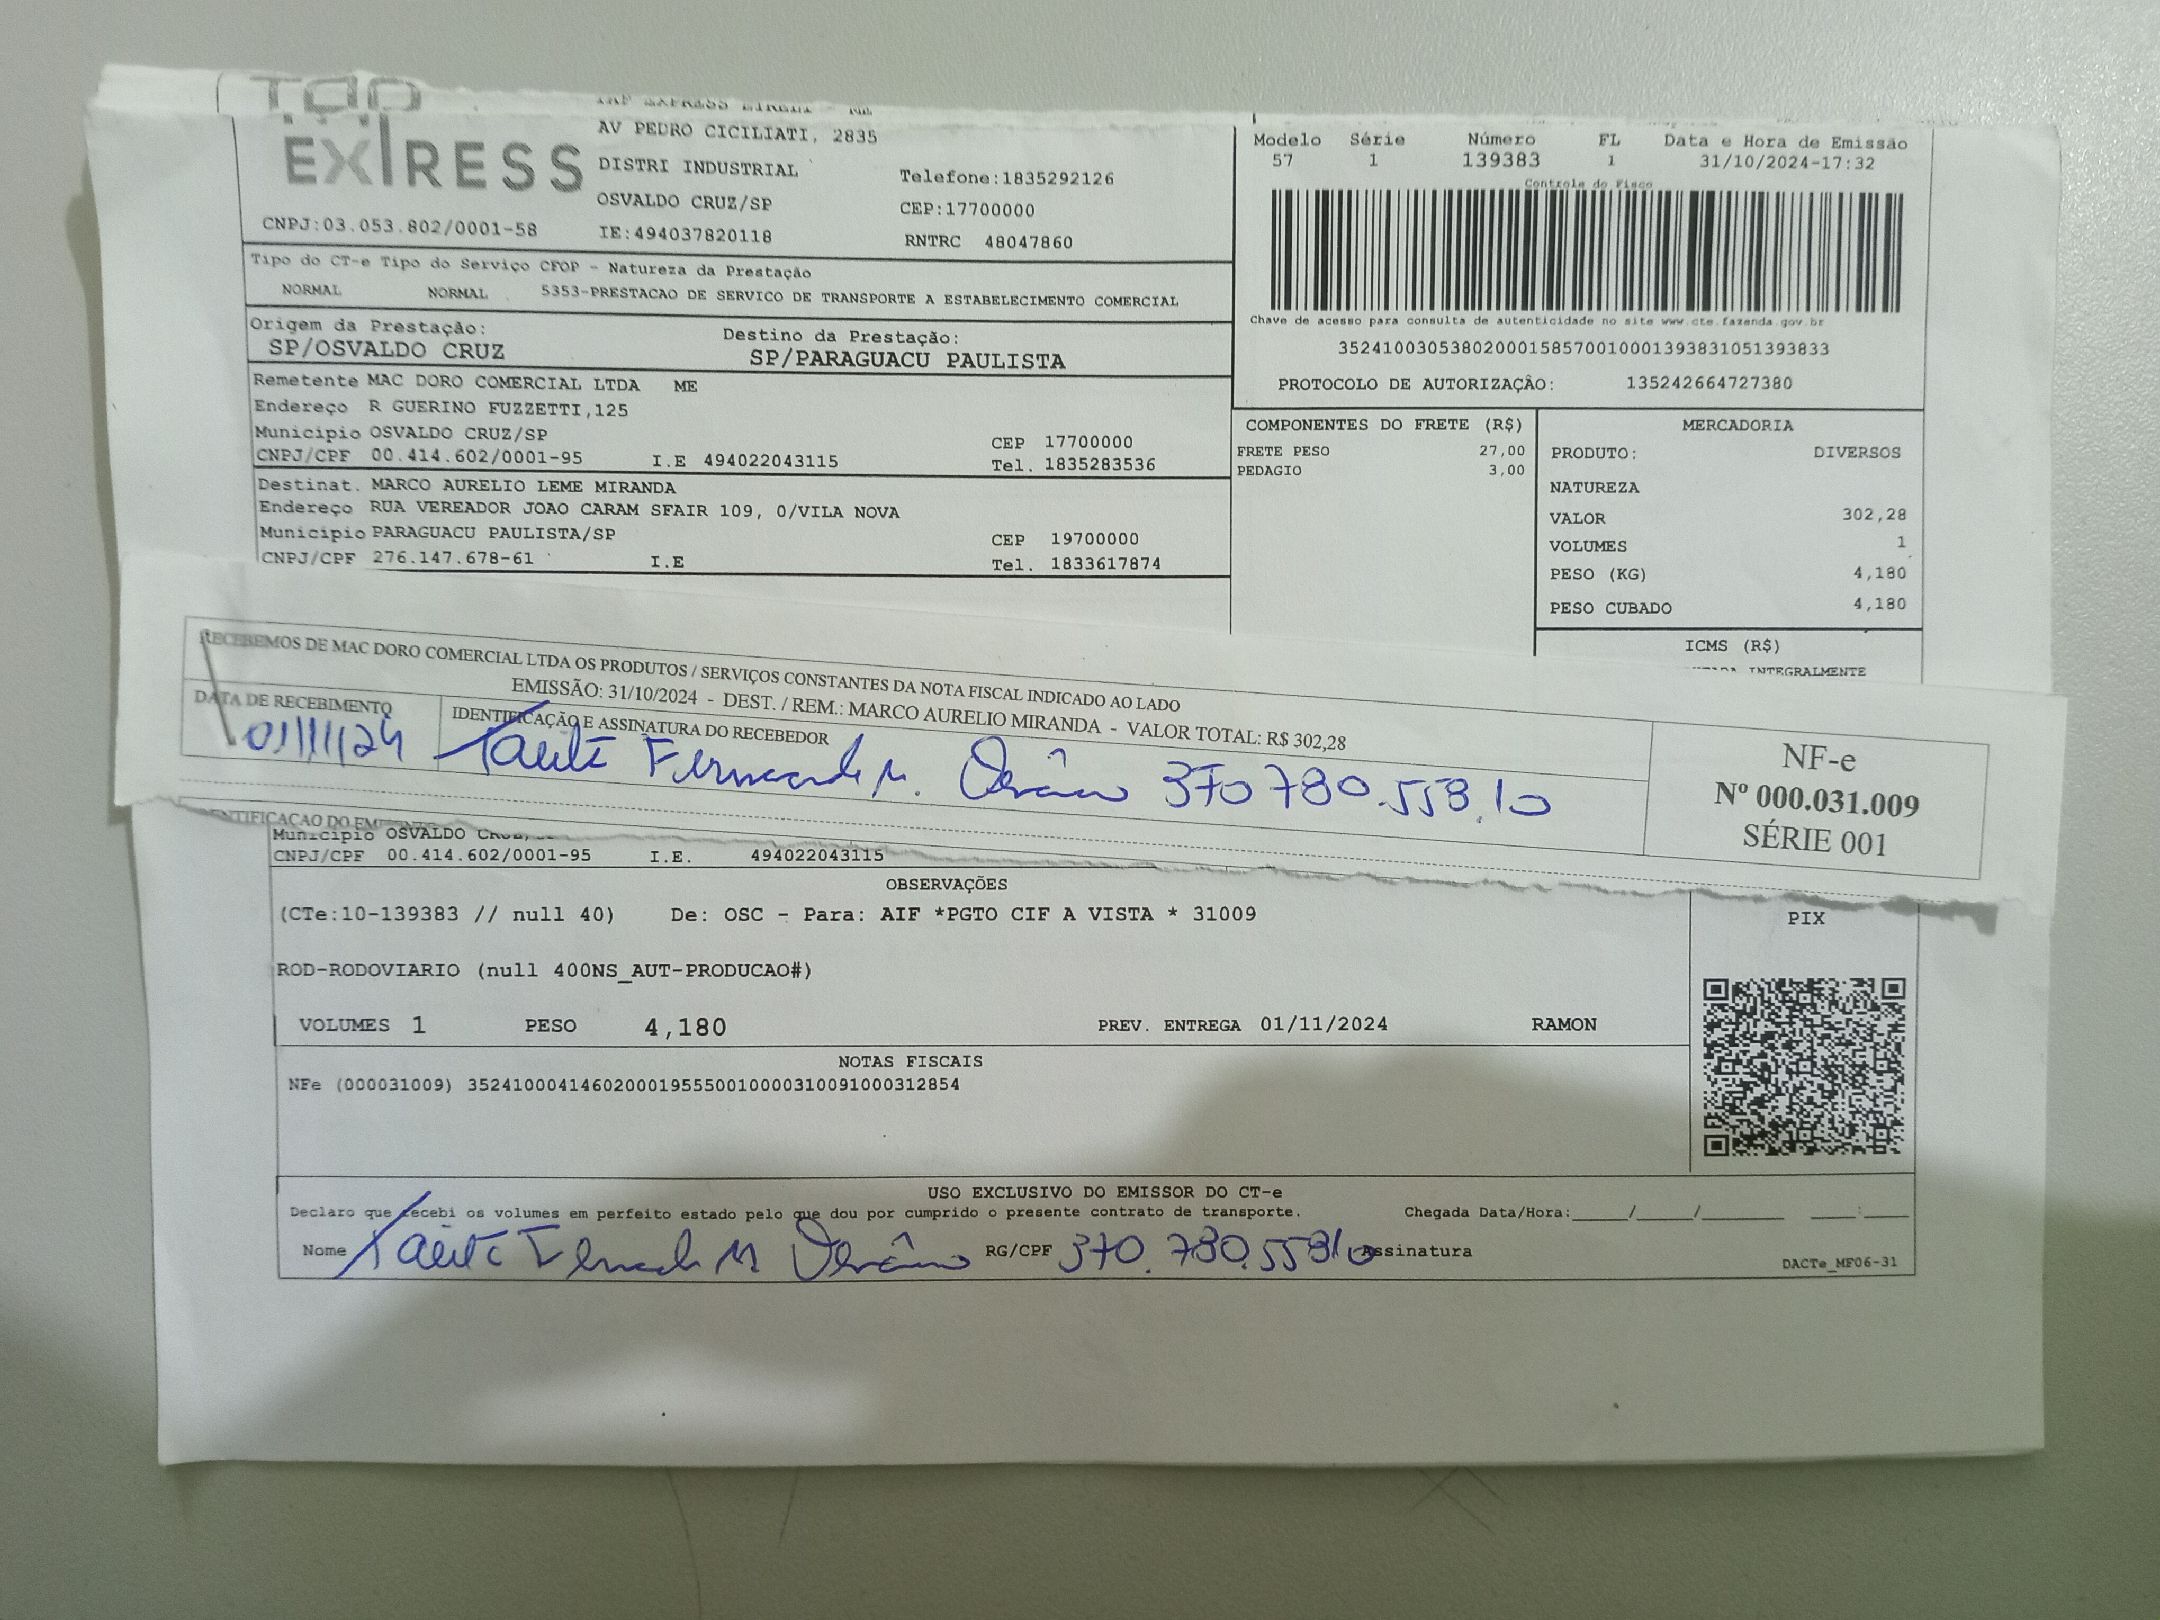 TAP EXPRESS EIRELI - ME
AV PEDRO CICILIATI, 2835
DISTRI INDUSTRIAL
Telefone:1835292126
OSVALDO CRUZ/SP
CEP:17700000
CNPJ:03.053.802/0001-58
IE:494037820118
RNTRC 48047860
Modelo Série Número FL Data e Hora de Emissão
57 1 139383 1 31/10/2024-17:32
Controle do Fisco
Chave de acesso para consulta de autenticidade no site www.cte.fazenda.gov.br
35241003053802000158570010001393831051393833
PROTOCOLO DE AUTORIZAÇÃO: 135242664727380
Tipo do CT-e Tipo do Serviço CFOP - Natureza da Prestação
NORMAL NORMAL 5353-PRESTACAO DE SERVICO DE TRANSPORTE A ESTABELECIMENTO COMERCIAL
Origem da Prestação: Destino da Prestação:
SP/OSVALDO CRUZ SP/PARAGUACU PAULISTA
Remetente MAC DORO COMERCIAL LTDA ME
Endereço R GUERINO FUZZETTI,125
Municipio OSVALDO CRUZ/SP CEP 17700000
CNPJ/CPF 00.414.602/0001-95 I.E 494022043115 Tel. 1835283536
Destinat. MARCO AURELIO LEME MIRANDA
Endereço RUA VEREADOR JOAO CARAM SFAIR 109, 0/VILA NOVA
Municipio PARAGUACU PAULISTA/SP CEP 19700000
CNPJ/CPF 276.147.678-61 I.E Tel. 1833617874
COMPONENTES DO FRETE (R$)
FRETE PESO 27,00
PEDAGIO 3,00
MERCADORIA
PRODUTO: DIVERSOS
NATUREZA
VALOR 302,28
VOLUMES 1
PESO (KG) 4,180
PESO CUBADO 4,180
ICMS (R$)
INTEGRALMENTE
RECEBEMOS DE MAC DORO COMERCIAL LTDA OS PRODUTOS / SERVIÇOS CONSTANTES DA NOTA FISCAL INDICADO AO LADO
EMISSÃO: 31/10/2024 - DEST. / REM.: MARCO AURELIO MIRANDA - VALOR TOTAL: R$ 302,28
DATA DE RECEBIMENTO IDENTIFICAÇÃO E ASSINATURA DO RECEBEDOR
01/11/24 370780.558.10
NF-e
Nº 000.031.009
SÉRIE 001
Municipio OSVALDO
CNPJ/CPF 00.414.602/0001-95 I.E. 494022043115
OBSERVAÇÕES
(CTe:10-139383 // null 40) De: OSC - Para: AIF *PGTO CIF A VISTA * 31009
PIX
ROD-RODOVIARIO (null 400NS_AUT-PRODUCAO#)
VOLUMES 1 PESO 4,180 PREV. ENTREGA 01/11/2024 RAMON
NOTAS FISCAIS
NFe (000031009) 35241000414602000195550010000310091000312854
USO EXCLUSIVO DO EMISSOR DO CT-e
Declaro que recebi os volumes em perfeito estado pelo que dou por cumprido o presente contrato de transporte. Chegada Data/Hora:____/____/______ ___:___
Nome RG/CPF 370.780.55810 Assinatura
DACTe_MF06-31